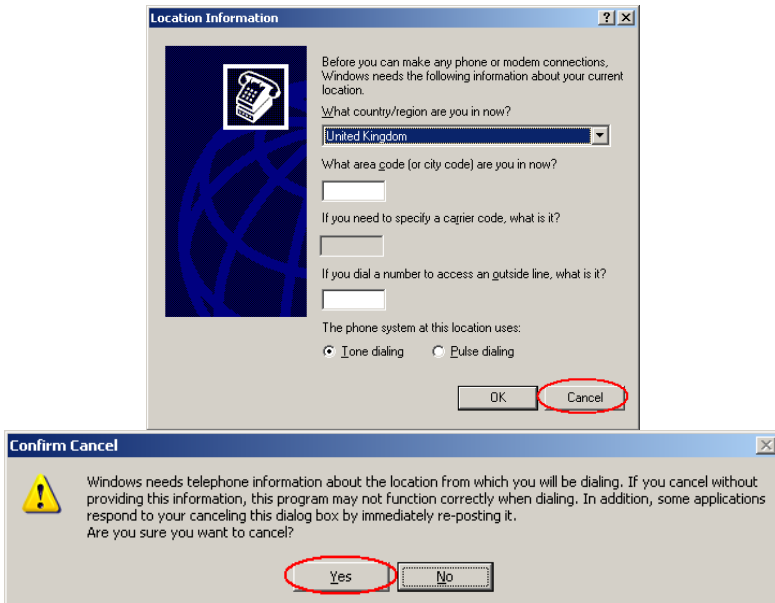 Location Information
Before you can make any phone or modem connections,
Windows needs the following information about your current
location.
What country/region are you in now?
United Kingdom
What area code (or city code) are you in now?
If you need to specify a carrier code, what is it?
If you dial a number to access an outside line, what is it?
The phone system at this location uses:
Tone dialing Pulse dialing
OK Cancel
Confirm Cancel
Windows needs telephone information about the location from which you will be dialing. If you cancel without
providing this information, this program may not function correctly when dialing. In addition, some applications
respond to your canceling this dialog box by immediately re-posting it.
Are you sure you want to cancel?
Yes No